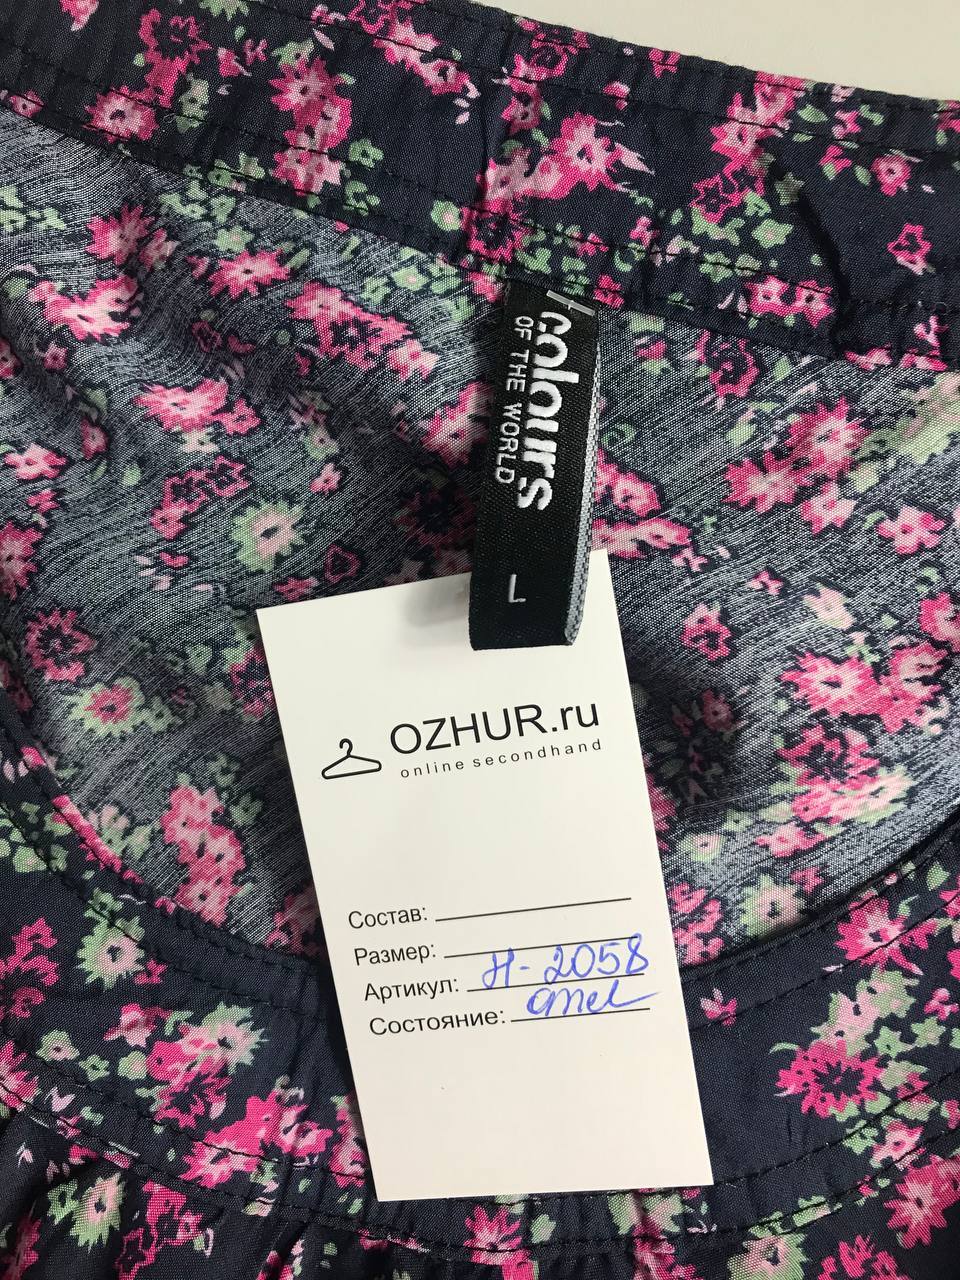 colours
OF THE WORLD
L
OZHUR.ru
online secondhand
Состав:
Размер:
Артикул: Н-2058
Состояние: отл